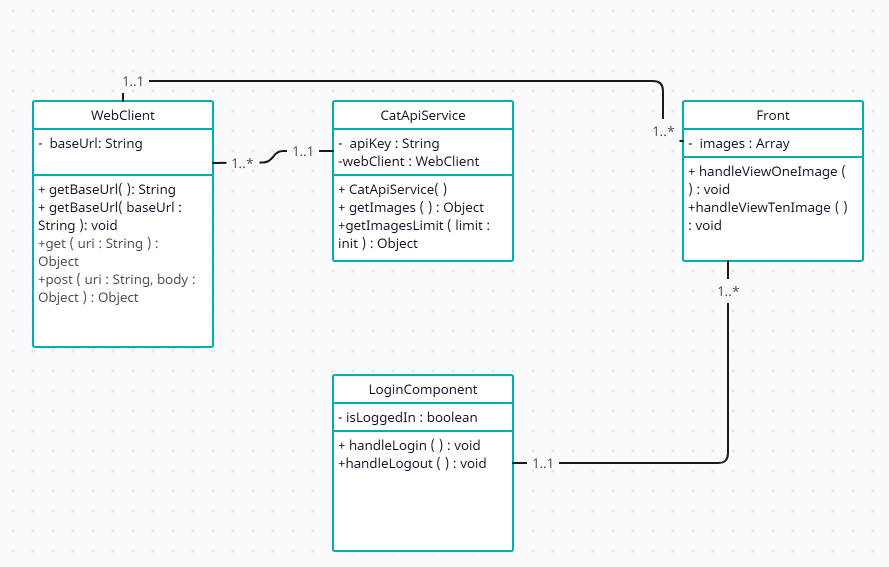 1..1
WebClient
- baseUrl: String
+ getBaseUrl( ): String
+ getBaseUrl( baseUrl :
String ): void
+get ( uri : String ) :
Object
+post ( uri : String, body :
Object ) : Object
1..*
1..1
CatApiService
- apiKey : String
-webClient : WebClient
+ CatApiService( )
+ getImages ( ) : Object
+getImagesLimit ( limit :
init ) : Object
1..*
Front
- images : Array
+ handleViewOneImage (
) : void
+handleViewTenImage ( )
: void
1..*
LoginComponent
- isLoggedIn : boolean
+ handleLogin ( ) : void
+handleLogout ( ) : void
1..1